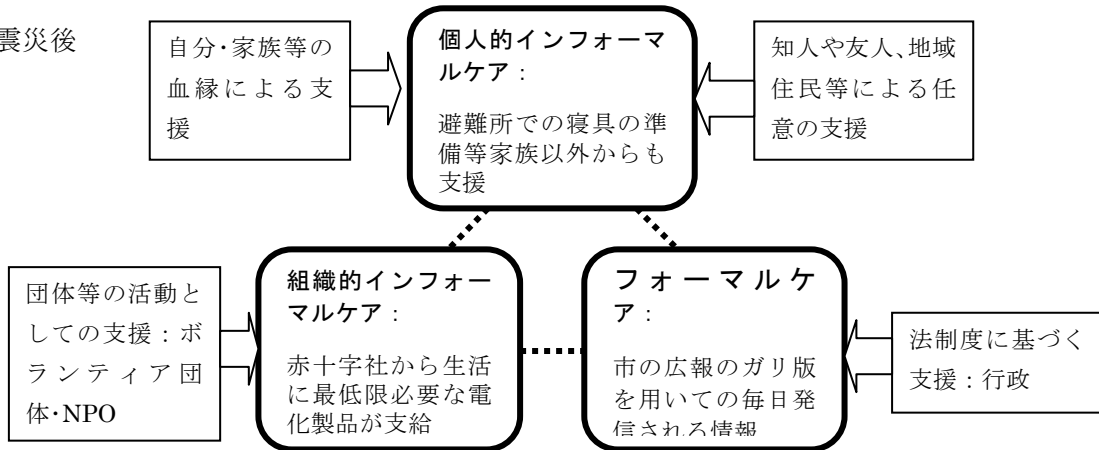 震災後
自分・家族等の
血縁による支
援
個人的インフォーマ
ルケア：
避難所での寝具の準
備等家族以外からも
支援
知人や友人、地域
住民等による任
意の支援
団体等の活動と
しての支援：ボ
ランティア団
体・NPO
組織的インフォー
マルケア：
赤十字社から生活
に最低限必要な電
化製品が支給
フォーマルケ
ア：
市の広報のガリ版
を用いての毎日発
信される情報
法制度に基づく
支援：行政